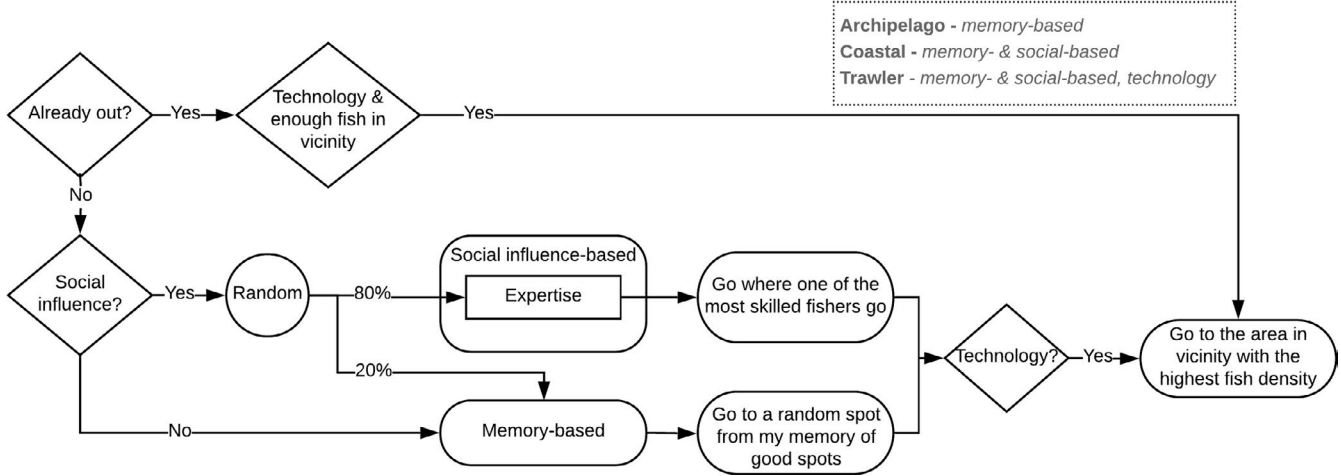 Archipelago - memory-based
Coastal - memory- & social-based
Trawler - memory- & social-based, technology
Already out?
Yes
Technology &
enough fish in
vicinity
Yes
No
Social
influence?
Yes
Random
80%
Social influence-based
Expertise
Go where one of the
most skilled fishers go
Technology?
Yes
Go to the area in
vicinity with the
highest fish density
20%
No
Memory-based
Go to a random spot
from my memory of
good spots